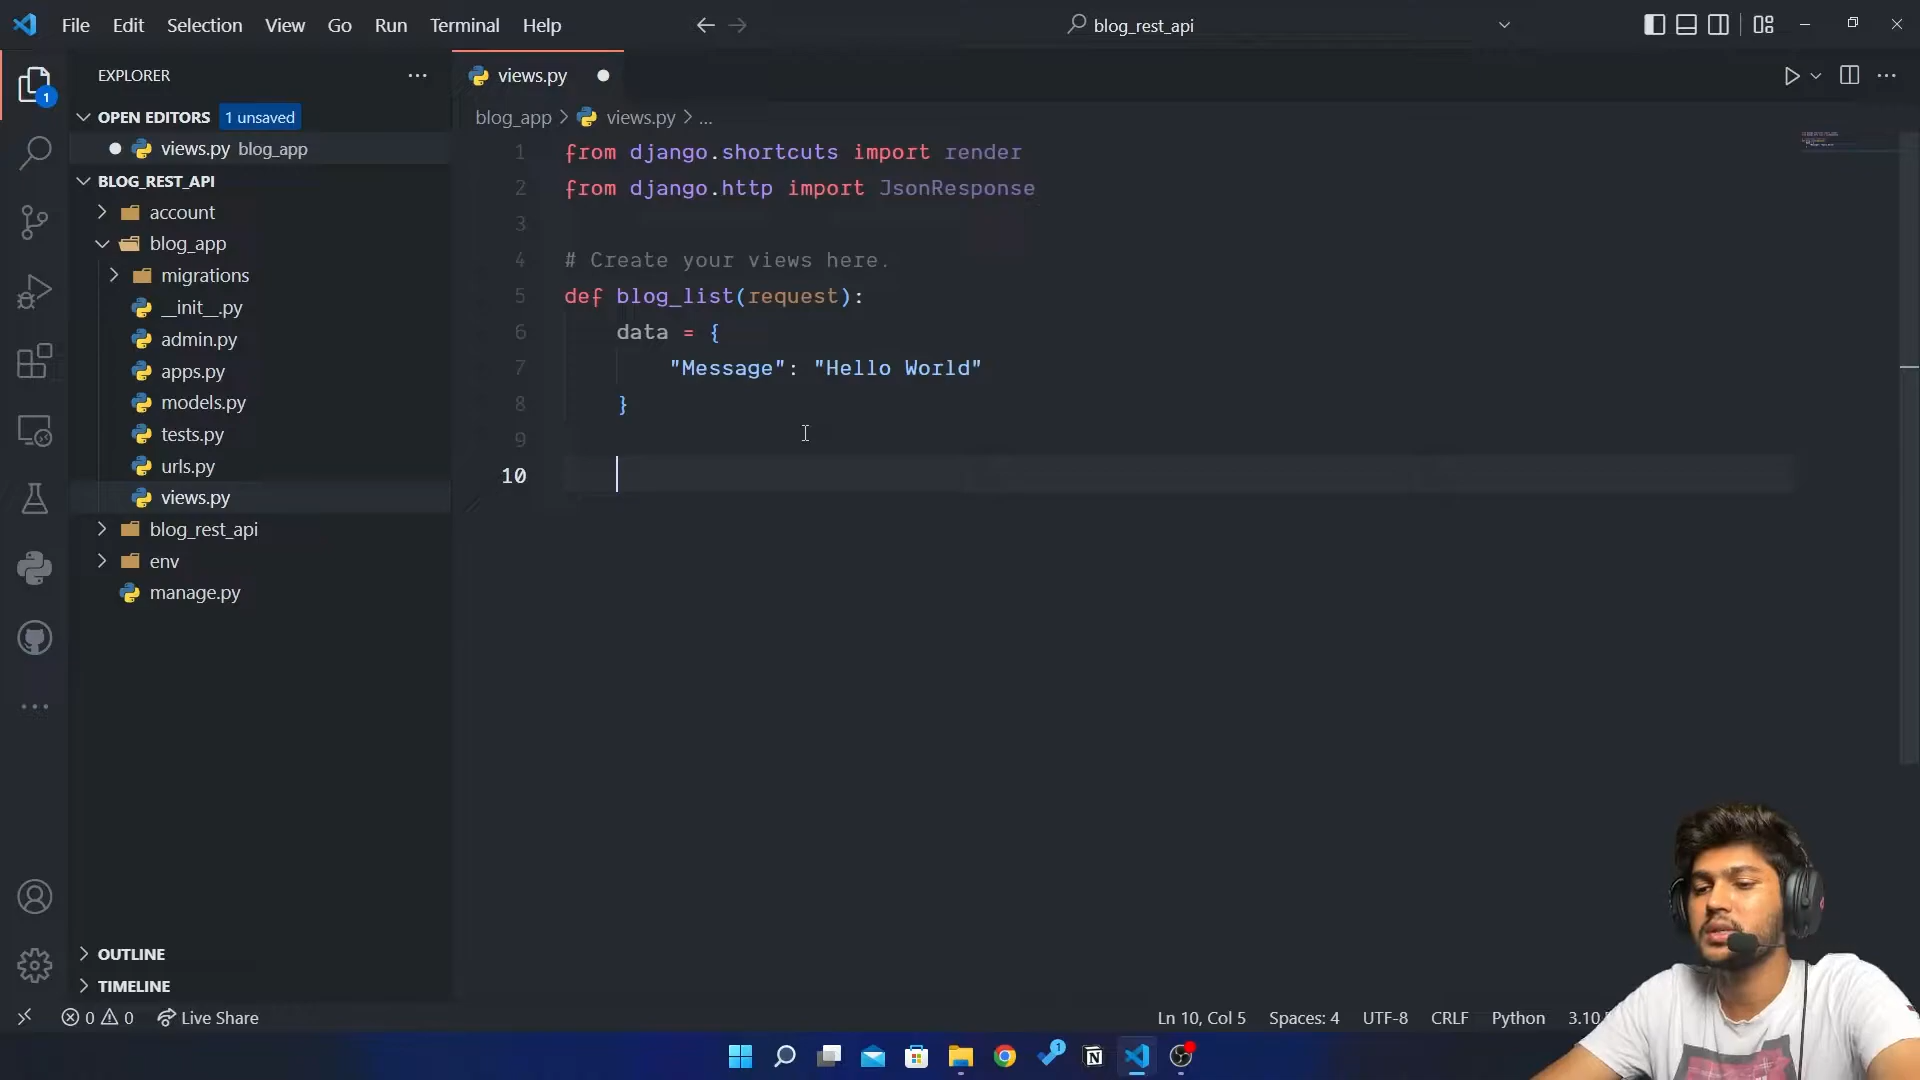 File Edit Selection View Go Run Terminal Help
blog_rest_api
EXPLORER
1
OPEN EDITORS 1 unsaved
views.py blog_app
BLOG_REST_API
account
blog_app
migrations
__init__.py
admin.py
apps.py
models.py
tests.py
urls.py
views.py
blog_rest_api
env
manage.py
OUTLINE
TIMELINE
views.py
blog_app > views.py > ...
1 from django.shortcuts import render
2 from django.http import JsonResponse
3
4 # Create your views here.
5 def blog_list(request):
6 data = {
7 "Message": "Hello World"
8 }
9
10
0 0 Live Share
Ln 10, Col 5 Spaces: 4 UTF-8 CRLF Python 3.10
1